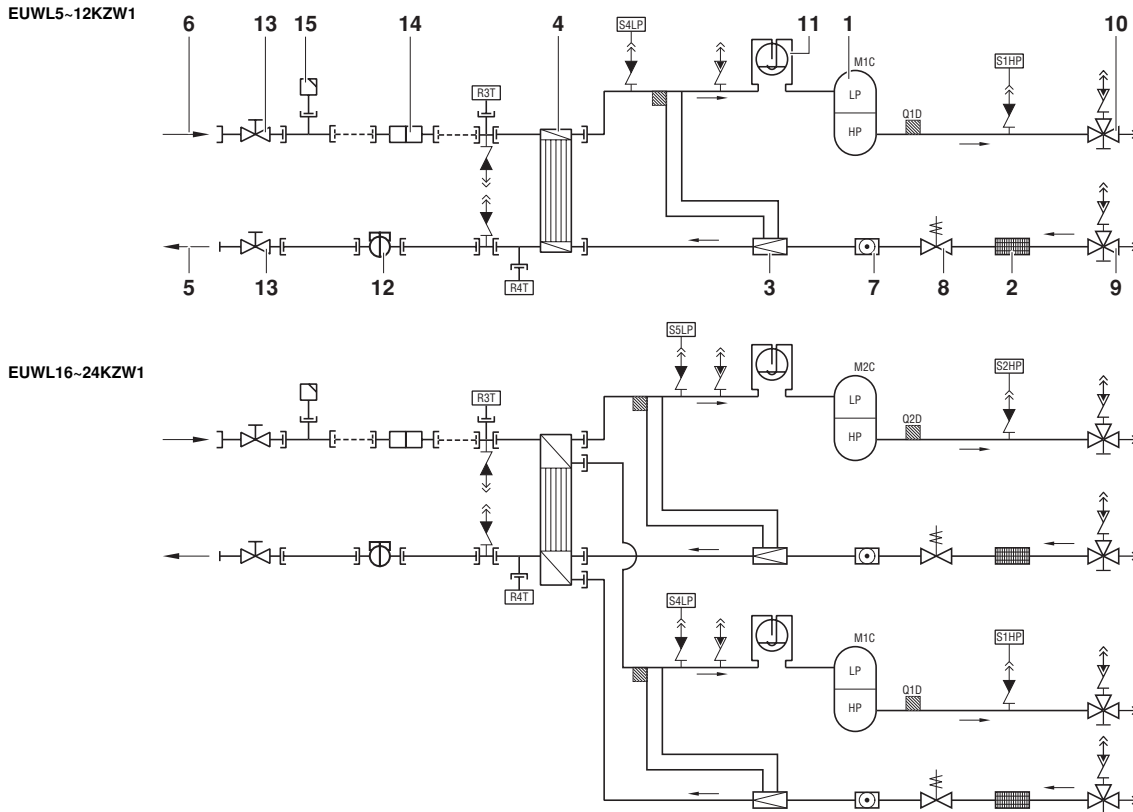 EUWL5~12KZW1
6 13 15 14 4 11 1 10
S4LP
M1C
S1HP
LP
R3T
Q1D
HP
R4T
5 13 12 3 7 8 2 9
EUWL16~24KZW1
S5LP
M2C
S2HP
LP
R3T
Q2D
HP
R4T
S4LP
M1C
S1HP
LP
Q1D
HP